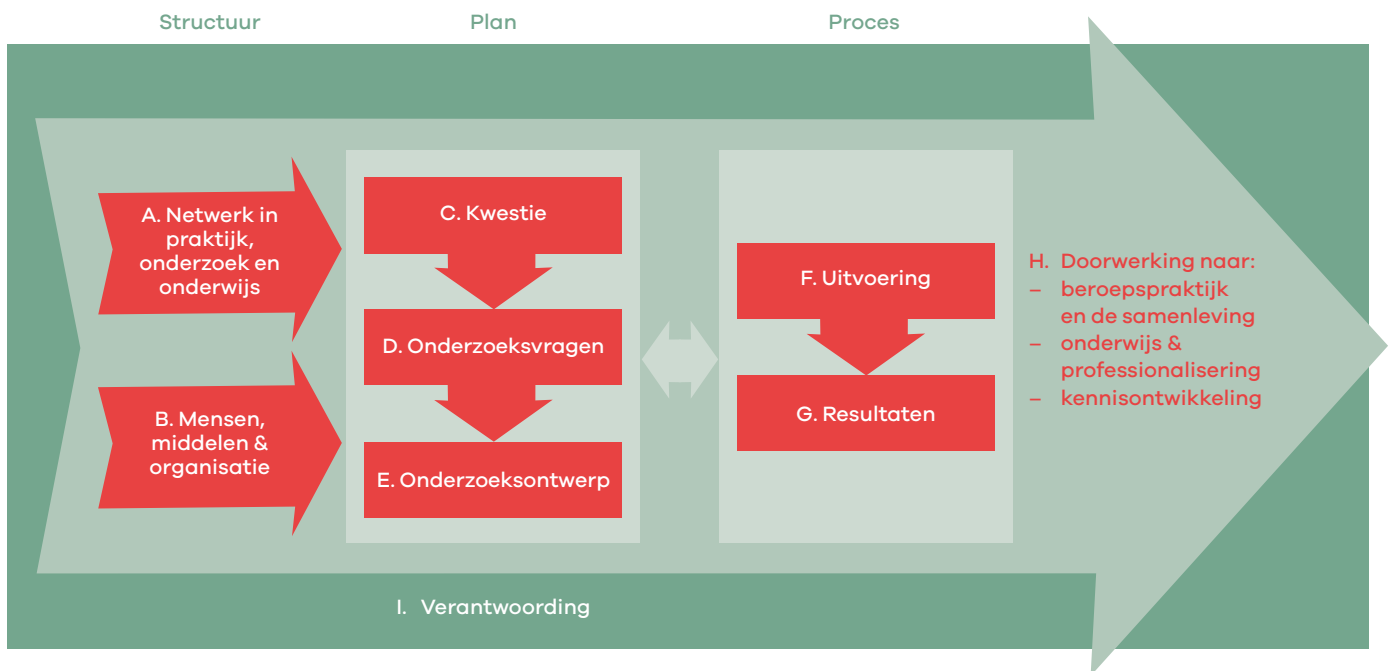 Structuur
Plan
Proces
A. Netwerk in
praktijk,
onderzoek en
onderwijs
B. Mensen,
middelen &
organisatie
C. Kwestie
D. Onderzoeksvragen
E. Onderzoeksontwerp
F. Uitvoering
G. Resultaten
H. Doorwerking naar:
– beroepspraktijk
en de samenleving
– onderwijs &
professionalisering
– kennisontwikkeling
I. Verantwoording